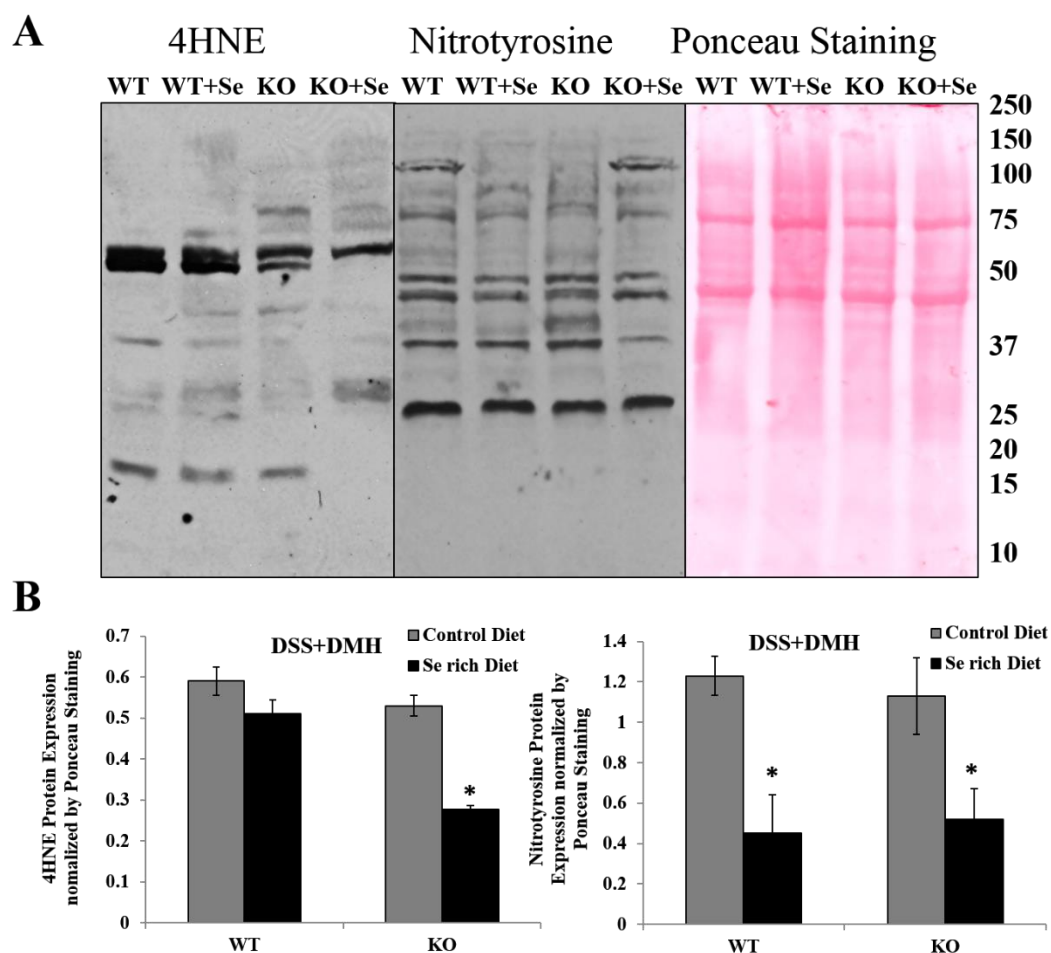 A
4HNE Nitrotyrosine Ponceau Staining
WT WT+Se KO KO+Se WT WT+Se KO KO+Se WT WT+Se KO KO+Se
250
150
100
75
50
37
25
20
15
10
B
4HNE Protein Expression
nomalized by Ponceau Staining
0.7
0.6
0.5
0.4
0.3
0.2
0.1
0
DSS+DMH
Control Diet
Se rich Diet
*
WT KO
Nitrotyrosine Protein
Expression normalized by
Ponceau Staining
1.4
1.2
1
0.8
0.6
0.4
0.2
0
DSS+DMH
Control Diet
Se rich Diet
* *
WT KO